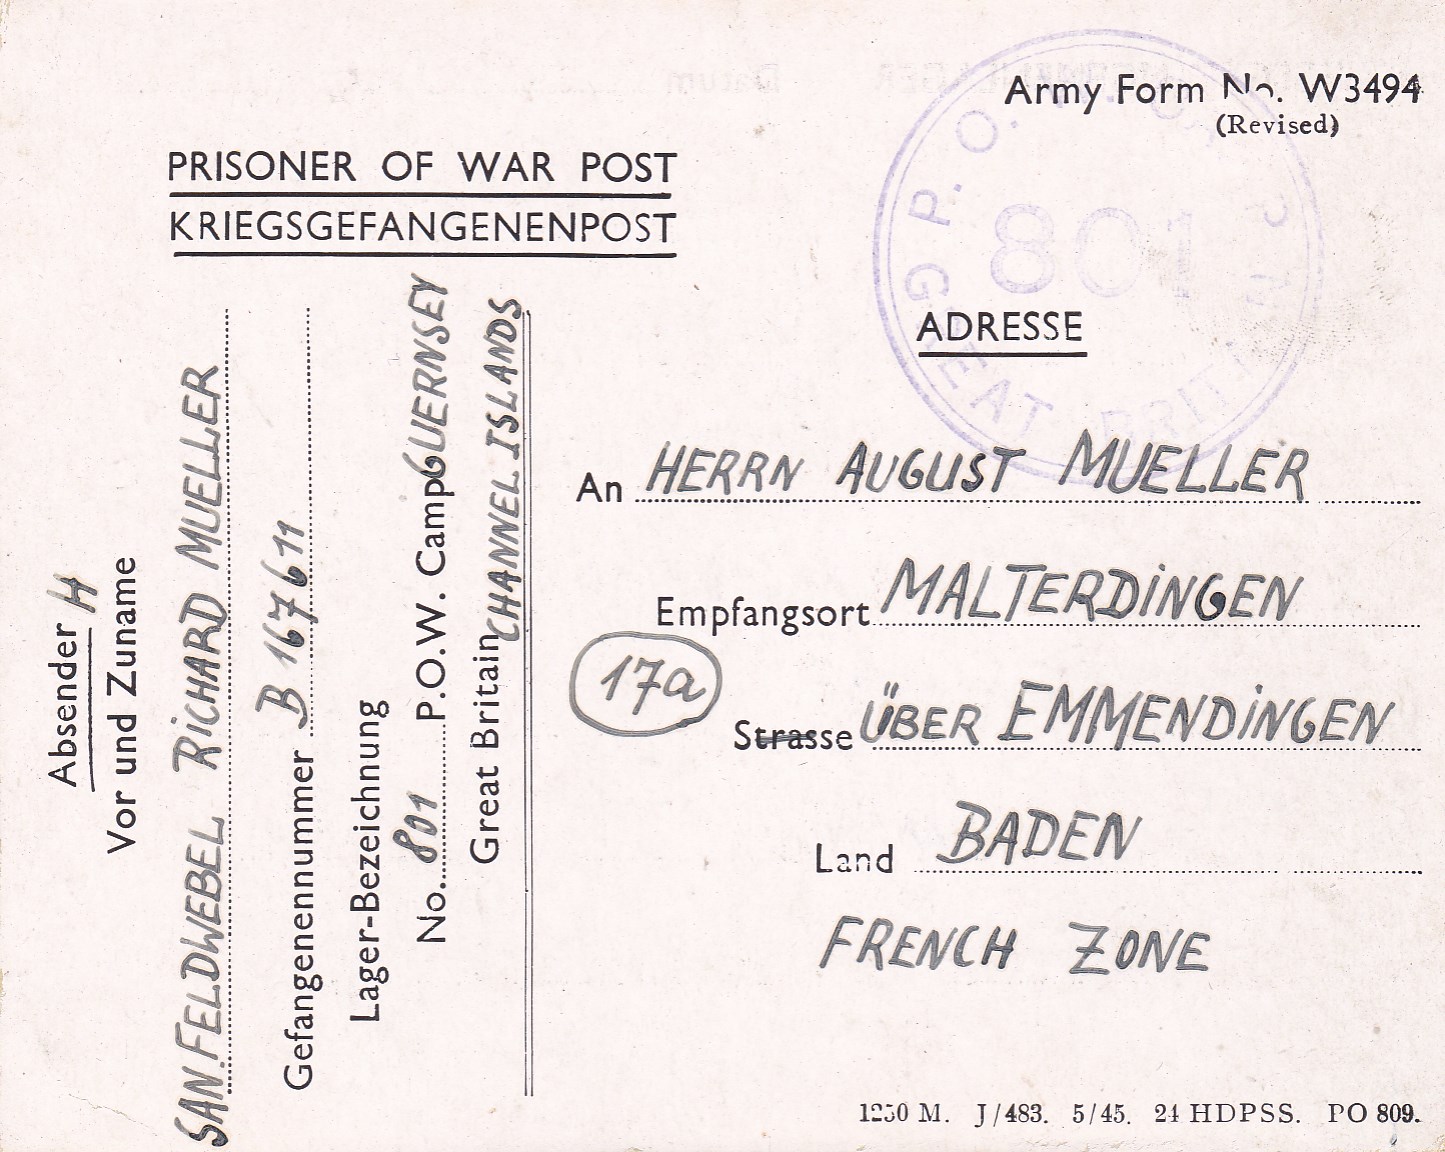 Army Form No. W3494
(Revised)
PRISONER OF WAR POST
KRIEGSGEFANGENENPOST
P.O.
801
GREAT BRIT
ADRESSE
An HERRN AUGUST MUELLER
Empfangsort MALTERDINGEN
17a
Strasse ÜBER EMMENDINGEN
Land BADEN
FRENCH ZONE
1250 M. J/483. 5/45. 24 HDPSS. PO 809.
Absender H
Vor und Zuname
SAN. FELDWEBEL RICHARD MUELLER
Gefangenennummer B 167611
Lager-Bezeichnung
No. 801 P.O.W. Camp GUERNSEY
Great Britain CHANNEL ISLANDS